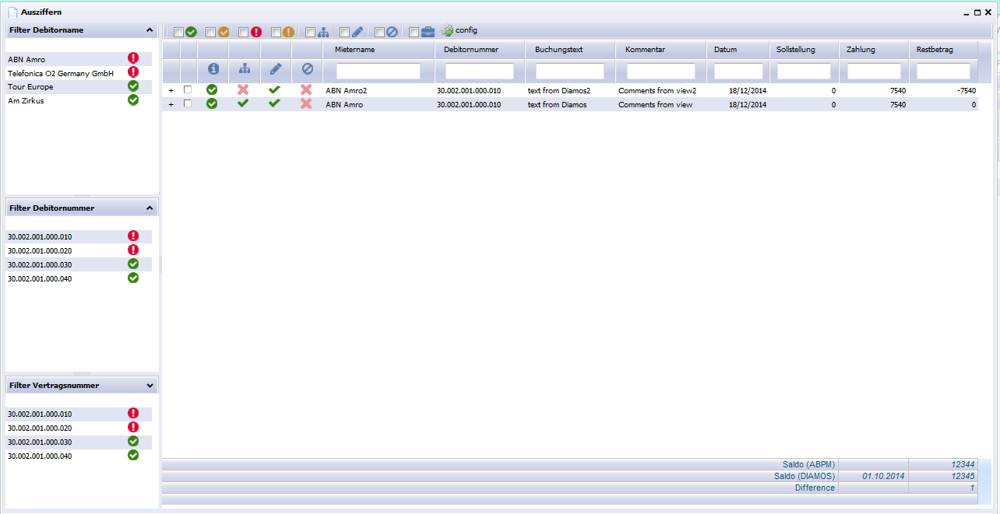 Ausziffern
Filter Debitorname
ABN Amro
Telefonica O2 Germany GmbH
Tour Europe
Am Zirkus
Filter Debitornummer
30.002.001.000.010
30.002.001.000.020
30.002.001.000.030
30.002.001.000.040
Filter Vertragsnummer
30.002.001.000.010
30.002.001.000.020
30.002.001.000.030
30.002.001.000.040
config
Mietername Debitornummer Buchungstext Kommentar Datum Sollstellung Zahlung Restbetrag
+ ABN Amro2 30.002.001.000.010 text from Diamos2 Comments from view2 18/12/2014 0 7540 -7540
+ ABN Amro 30.002.001.000.010 text from Diamos Comments from view 18/12/2014 0 7540 0
Saldo (ABPM) 12344
Saldo (DIAMOS) 01.10.2014 12345
Difference 1